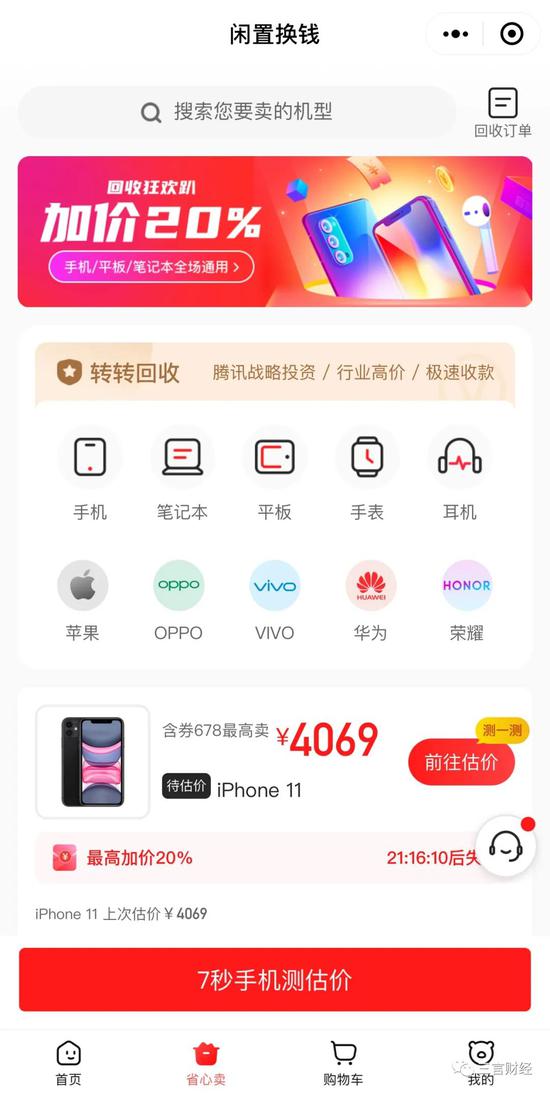 闲置换钱
搜索您要卖的机型
回收订单
回收狂欢趴
加价20%
手机/平板/笔记本全场通用 >
转转回收 腾讯战略投资 / 行业高价 / 极速收款
手机 笔记本 平板 手表 耳机
oppo vivo HUAWEI HONOR
苹果 OPPO VIVO 华为 荣耀
测一测
含券678最高卖 ¥4069
前往估价
待估价 iPhone 11
最高加价20% 21:16:10后失
iPhone 11 上次估价¥4069
7秒手机测估价
首页 省心卖 购物车 我的
三言财经